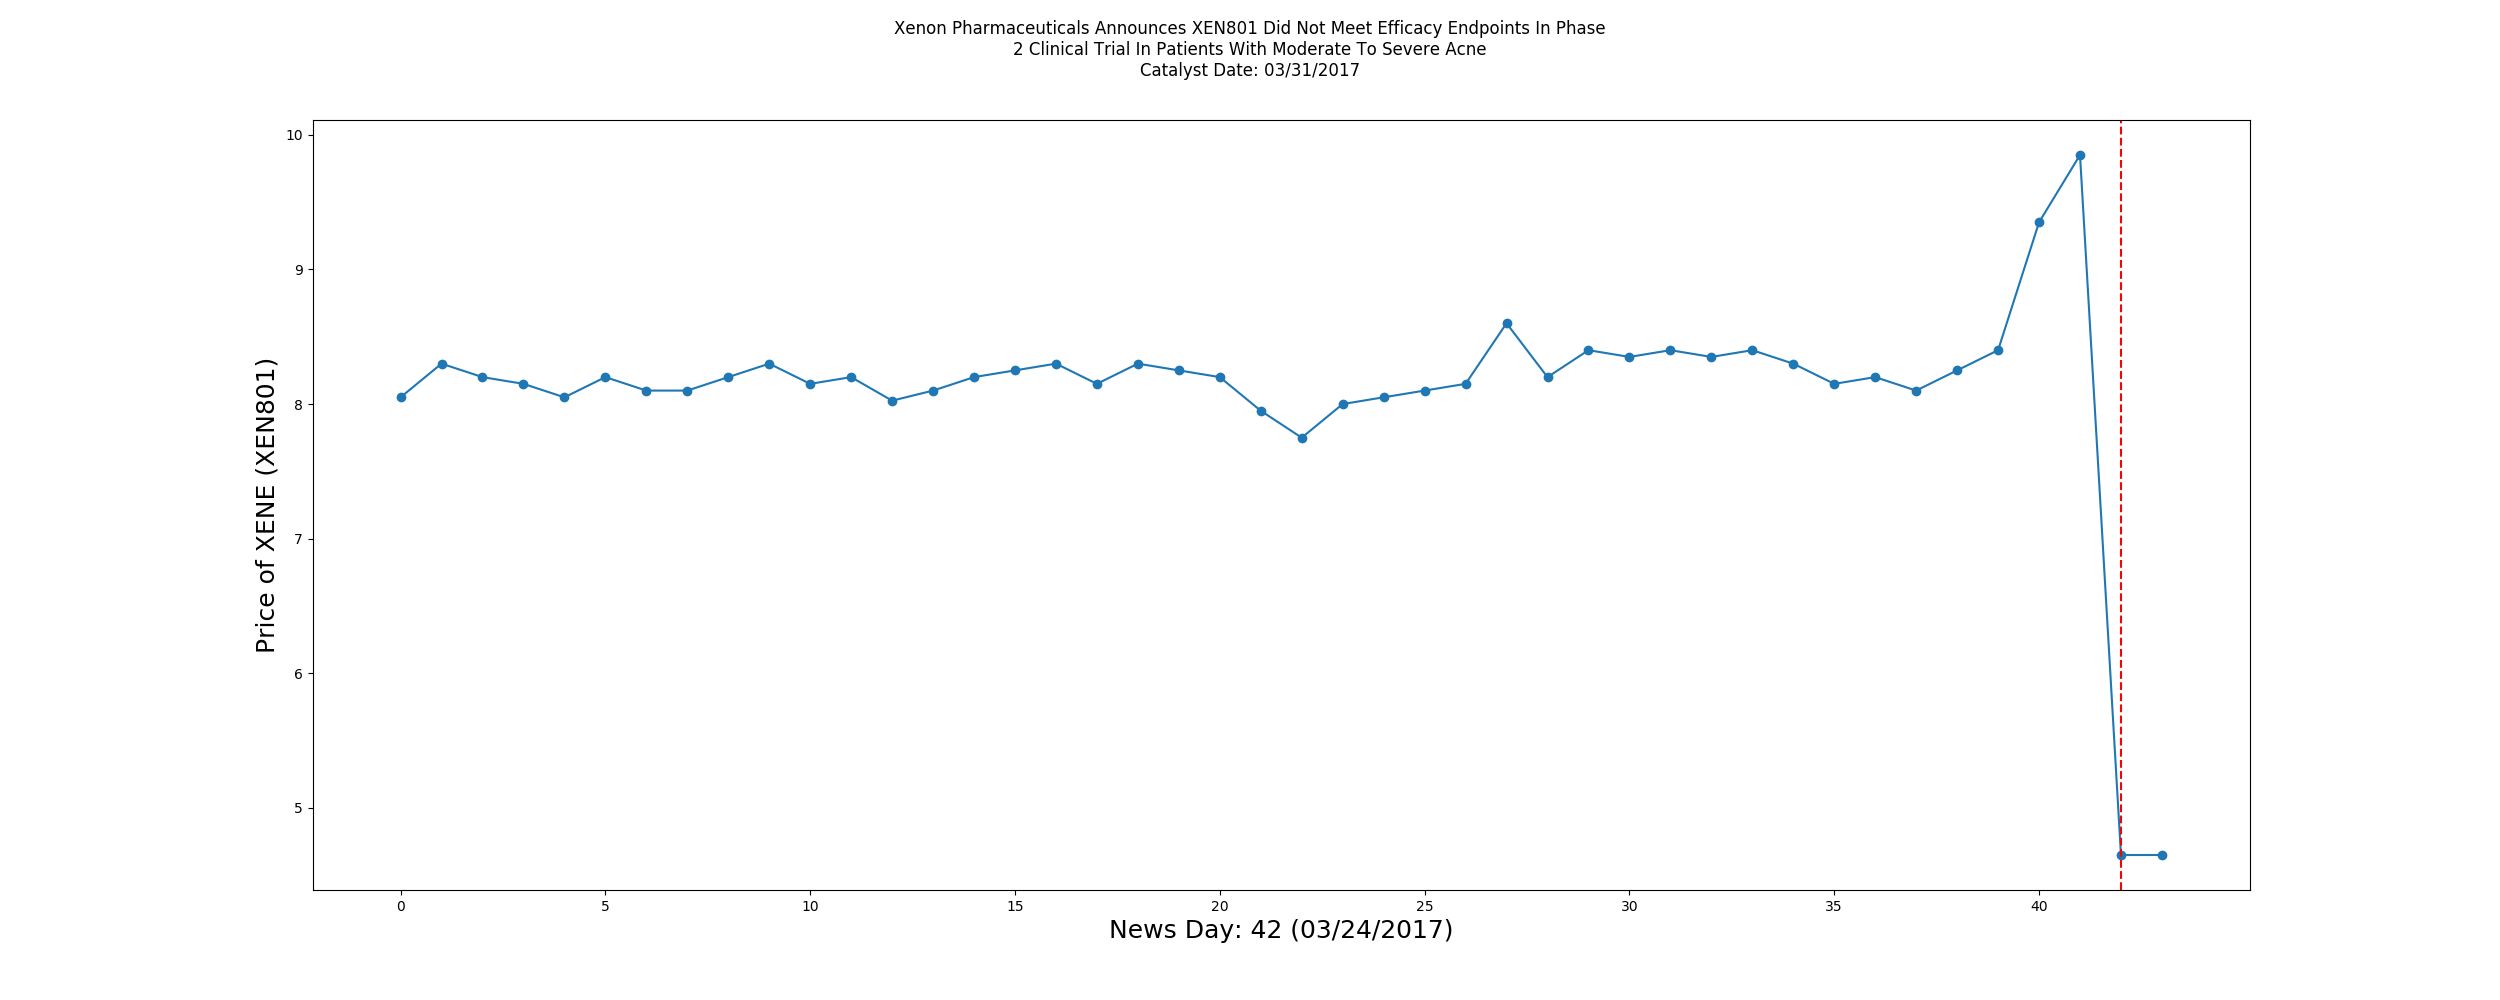 Xenon Pharmaceuticals Announces XEN801 Did Not Meet Efficacy Endpoints In Phase
2 Clinical Trial In Patients With Moderate To Severe Acne
Catalyst Date: 03/31/2017
10
9
8
7
6
5
Price of XENE (XEN801)
0 5 10 15 20 25 30 35 40
News Day: 42 (03/24/2017)